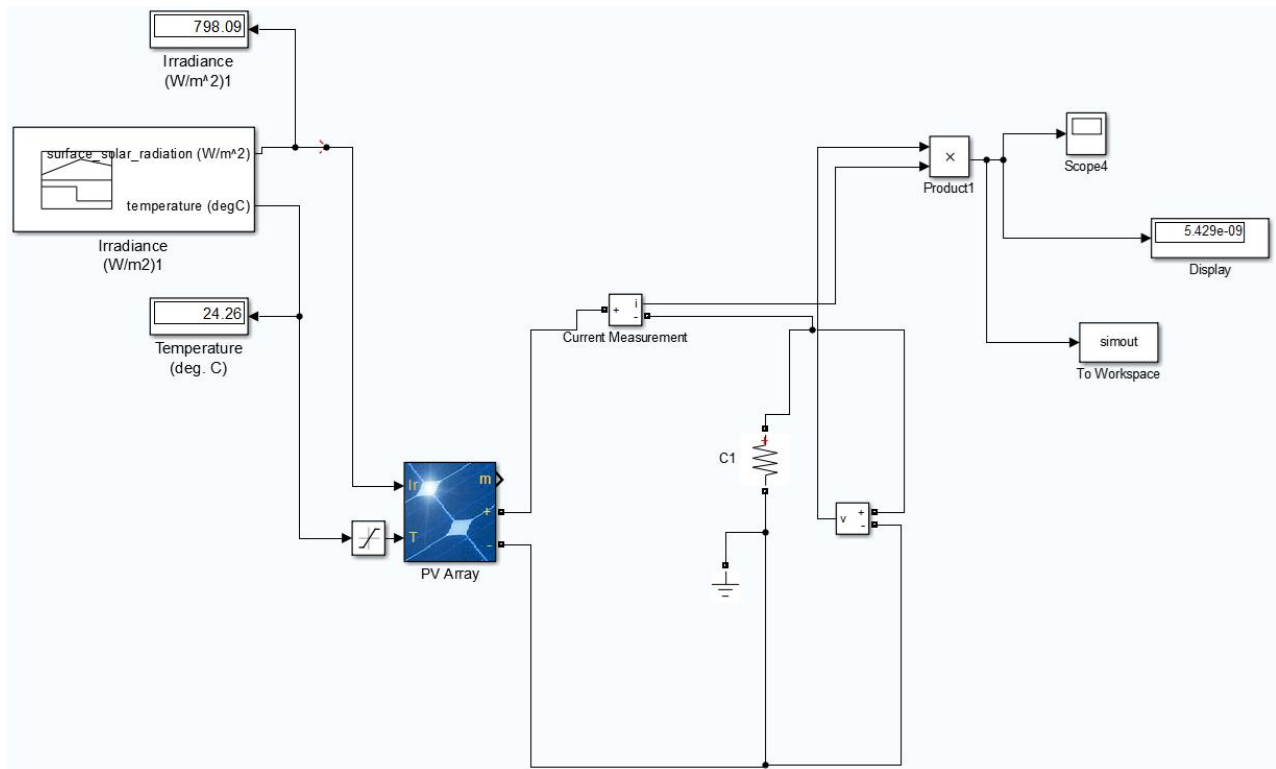 798.09
Irradiance
(W/m^2)1
surface_solar_radiation (W/m^2)
temperature (degC)
Irradiance
(W/m2)1
24.26
Temperature
(deg. C)
Ir
T
m
+
-
PV Array
+
i
-
Current Measurement
+
C1
v
+
-
×
Product1
Scope4
5.429e-09
Display
simout
To Workspace